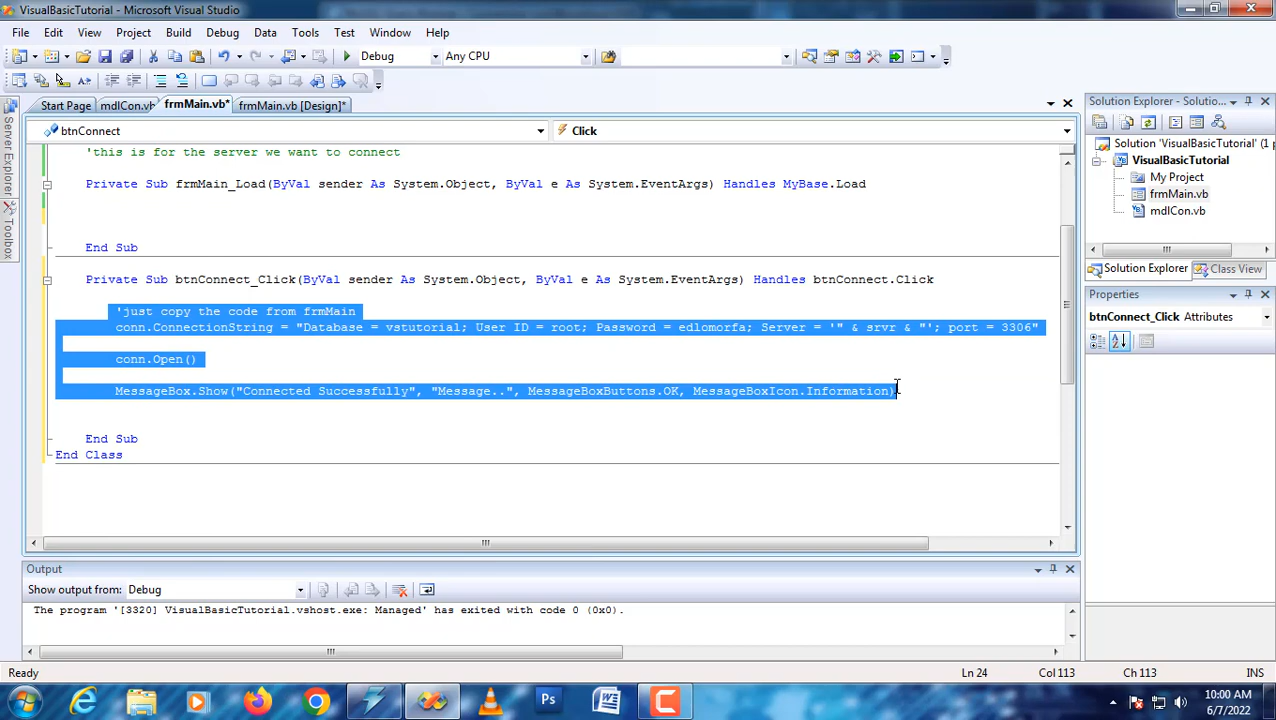 VisualBasicTutorial - Microsoft Visual Studio
File Edit View Project Build Debug Data Tools Test Window Help
Debug Any CPU
Start Page mdlCon.vb frmMain.vb* frmMain.vb [Design]*
btnConnect Click
'this is for the server we want to connect
Private Sub frmMain_Load(ByVal sender As System.Object, ByVal e As System.EventArgs) Handles MyBase.Load
End Sub
Private Sub btnConnect_Click(ByVal sender As System.Object, ByVal e As System.EventArgs) Handles btnConnect.Click
'just copy the code from frmMain
conn.ConnectionString = "Database = vstutorial; User ID = root; Password = edlomorfa; Server = '" & srvr & "'; port = 3306"
conn.Open()
MessageBox.Show("Connected Successfully", "Message..", MessageBoxButtons.OK, MessageBoxIcon.Information)
End Sub
End Class
Server Explorer
Toolbox
Solution Explorer - Solutio...
Solution 'VisualBasicTutorial' (1 p
VisualBasicTutorial
My Project
frmMain.vb
mdlCon.vb
Solution Explorer Class View
Properties
btnConnect_Click Attributes
Output
Show output from: Debug
The program '[3320] VisualBasicTutorial.vshost.exe: Managed' has exited with code 0 (0x0).
Ready Ln 24 Col 113 Ch 113 INS
Ps
10:00 AM
6/7/2022